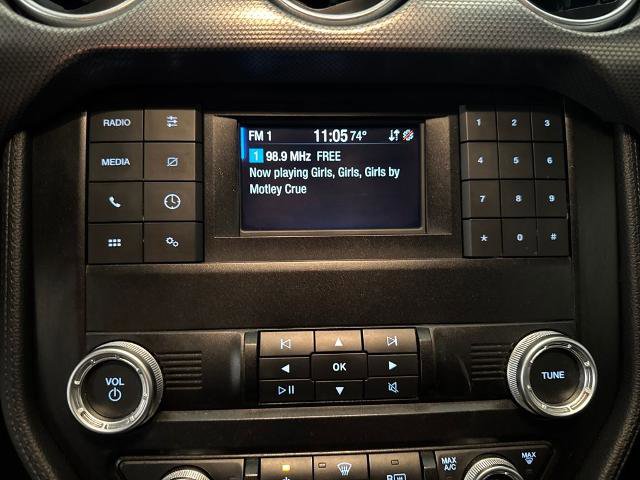 RADIO
MEDIA
FM 1 11:05 74°
1 98.9 MHz FREE
Now playing Girls, Girls, Girls by
Motley Crue
1 2 3
4 5 6
7 8 9
* 0 #
VOL
OK
TUNE
MAX
A/C
R
MAX